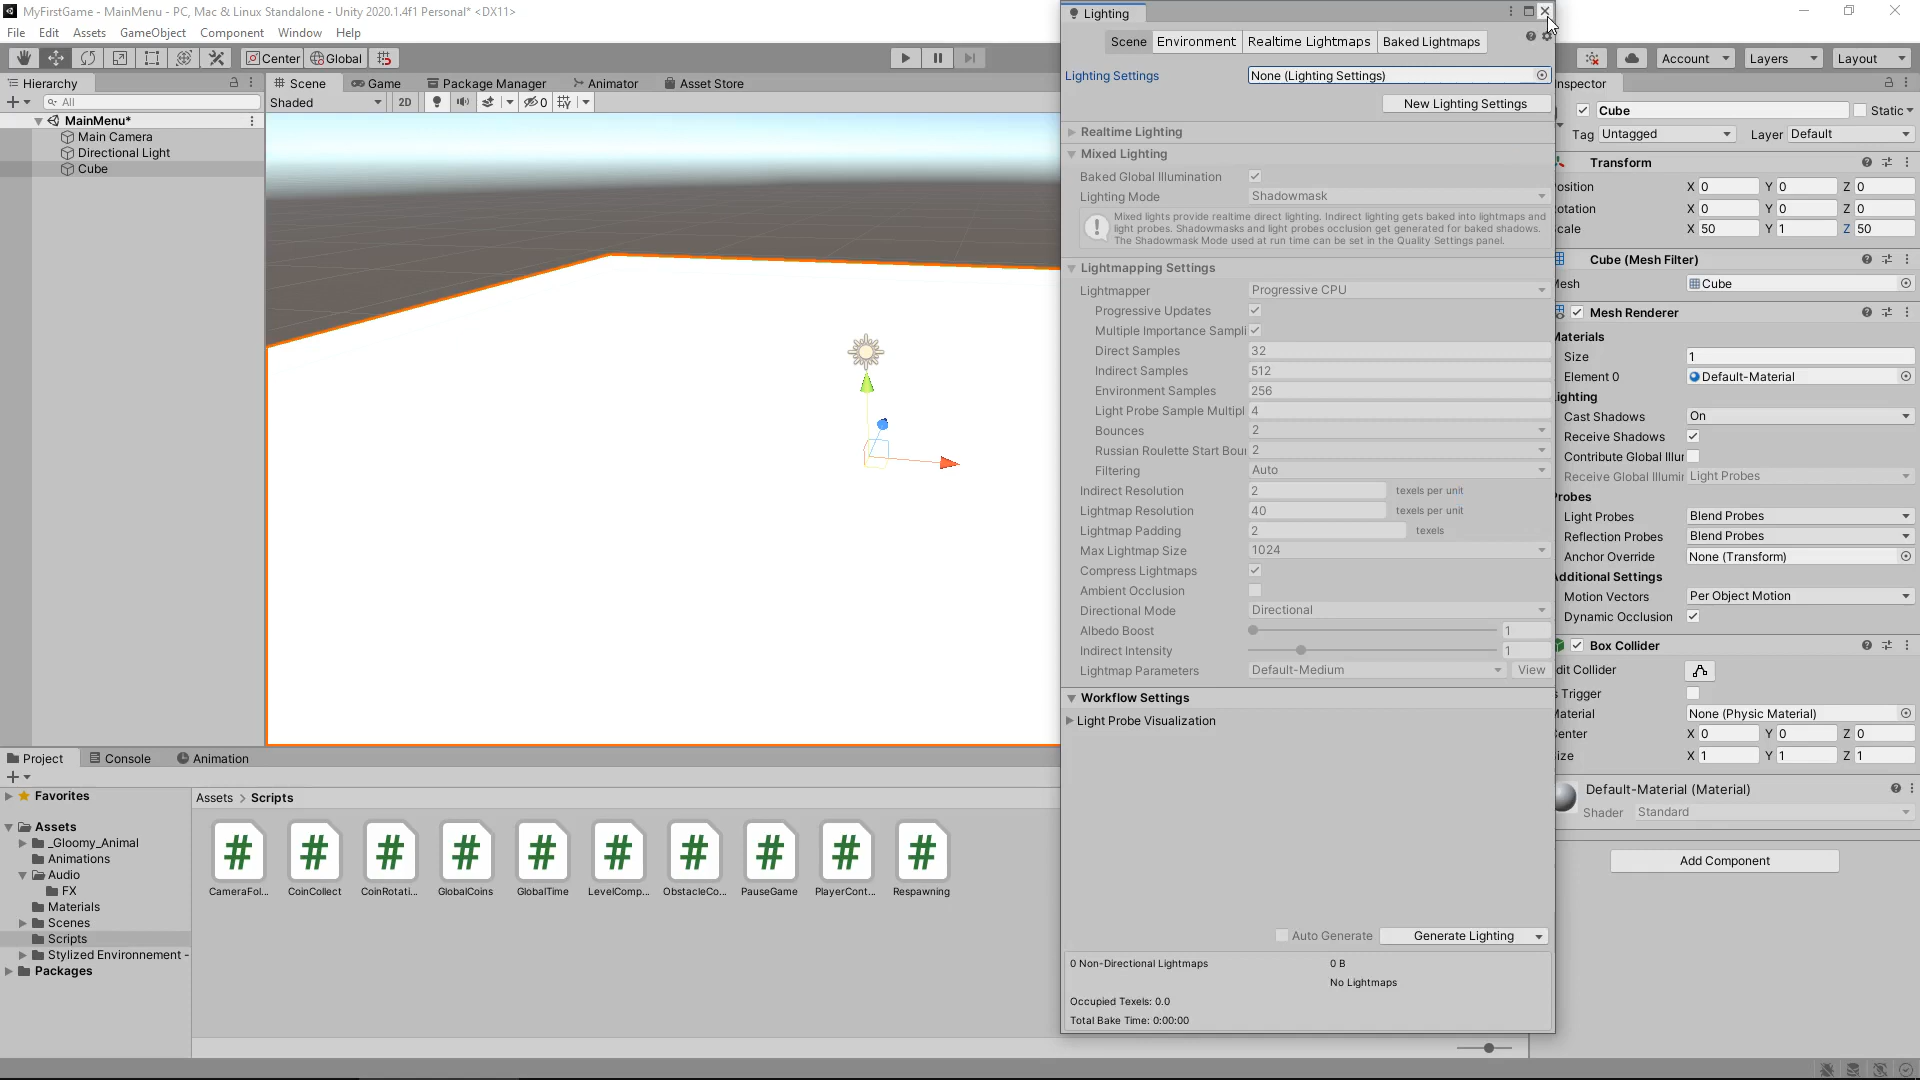 MyFirstGame - MainMenu - PC, Mac & Linux Standalone - Unity 2020.1.4f1 Personal* <DX11>
File Edit Assets GameObject Component Window Help
Center Global
Account Layers Layout
Hierarchy
All
MainMenu*
Main Camera
Directional Light
Cube
Scene Game Package Manager Animator Asset Store
Shaded 2D 0
Lighting
Scene Environment Realtime Lightmaps Baked Lightmaps
Lighting Settings None (Lighting Settings)
New Lighting Settings
Realtime Lighting
Mixed Lighting
Baked Global Illumination
Lighting Mode Shadowmask
Mixed lights provide realtime direct lighting. Indirect lighting gets baked into lightmaps and
light probes. Shadowmasks and light probes occlusion get generated for baked shadows.
The Shadowmask Mode used at run time can be set in the Quality Settings panel.
Lightmapping Settings
Lightmapper Progressive CPU
Progressive Updates
Multiple Importance Sampli
Direct Samples 32
Indirect Samples 512
Environment Samples 256
Light Probe Sample Multipl 4
Bounces 2
Russian Roulette Start Bou 2
Filtering Auto
Indirect Resolution 2 texels per unit
Lightmap Resolution 40 texels per unit
Lightmap Padding 2 texels
Max Lightmap Size 1024
Compress Lightmaps
Ambient Occlusion
Directional Mode Directional
Albedo Boost 1
Indirect Intensity 1
Lightmap Parameters Default-Medium View
Workflow Settings
Light Probe Visualization
Auto Generate Generate Lighting
0 Non-Directional Lightmaps 0 B
No Lightmaps
Occupied Texels: 0.0
Total Bake Time: 0:00:00
nspector
Cube Static
Tag Untagged Layer Default
Transform
osition X 0 Y 0 Z 0
otation X 0 Y 0 Z 0
cale X 50 Y 1 Z 50
Cube (Mesh Filter)
Mesh Cube
Mesh Renderer
Materials
Size 1
Element 0 Default-Material
ighting
Cast Shadows On
Receive Shadows
Contribute Global Illur
Receive Global Illumir Light Probes
Probes
Light Probes Blend Probes
Reflection Probes Blend Probes
Anchor Override None (Transform)
Additional Settings
Motion Vectors Per Object Motion
Dynamic Occlusion
Box Collider
dit Collider
s Trigger
Material None (Physic Material)
enter X 0 Y 0 Z 0
ize X 1 Y 1 Z 1
Default-Material (Material)
Shader Standard
Add Component
Project Console Animation
Favorites
Assets
_Gloomy_Animal
Animations
Audio
FX
Materials
Scenes
Scripts
Stylized Environnement -
Packages
Assets > Scripts
CameraFol... CoinCollect CoinRotati... GlobalCoins GlobalTime LevelComp... ObstacleCo... PauseGame PlayerCont... Respawning